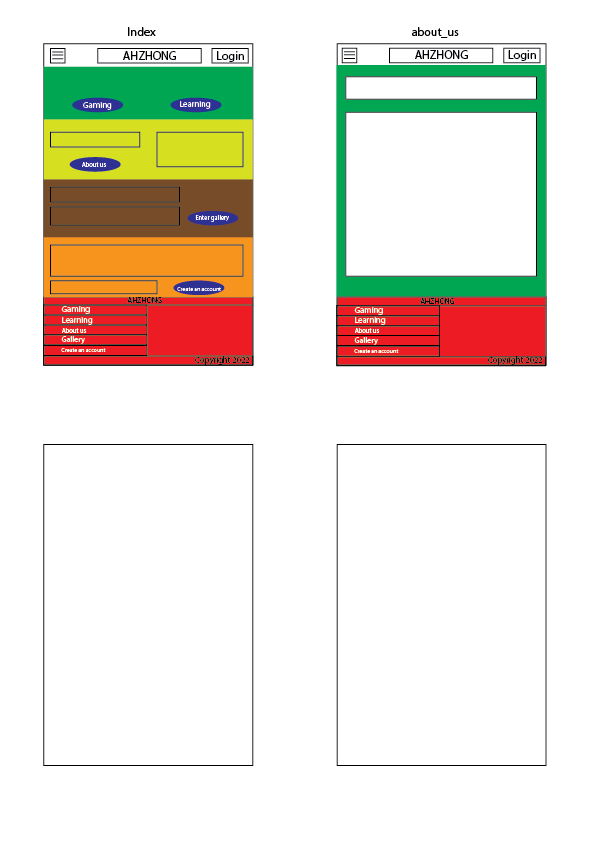 Index
AHZHONG
Login
Gaming
Learning
About us
Enter gallery
Create an account
AHZHONG
Gaming
Learning
About us
Gallery
Create an account
Copyright 2022
about_us
AHZHONG
Login
AHZHONG
Gaming
Learning
About us
Gallery
Create an account
Copyright 2022